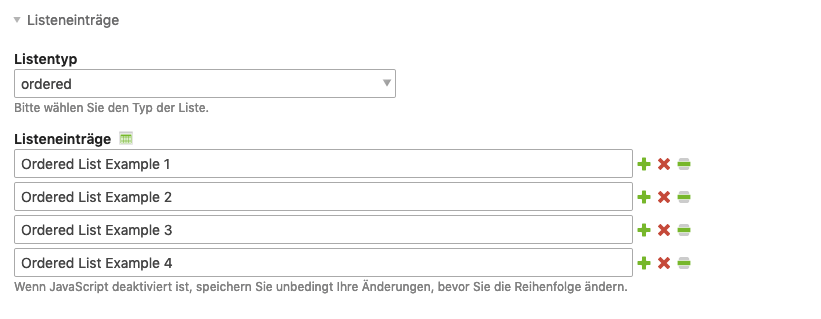 Listeneinträge
Listentyp
ordered
Bitte wählen Sie den Typ der Liste.
Listeneinträge
Ordered List Example 1
Ordered List Example 2
Ordered List Example 3
Ordered List Example 4
Wenn JavaScript deaktiviert ist, speichern Sie unbedingt Ihre Änderungen, bevor Sie die Reihenfolge ändern.